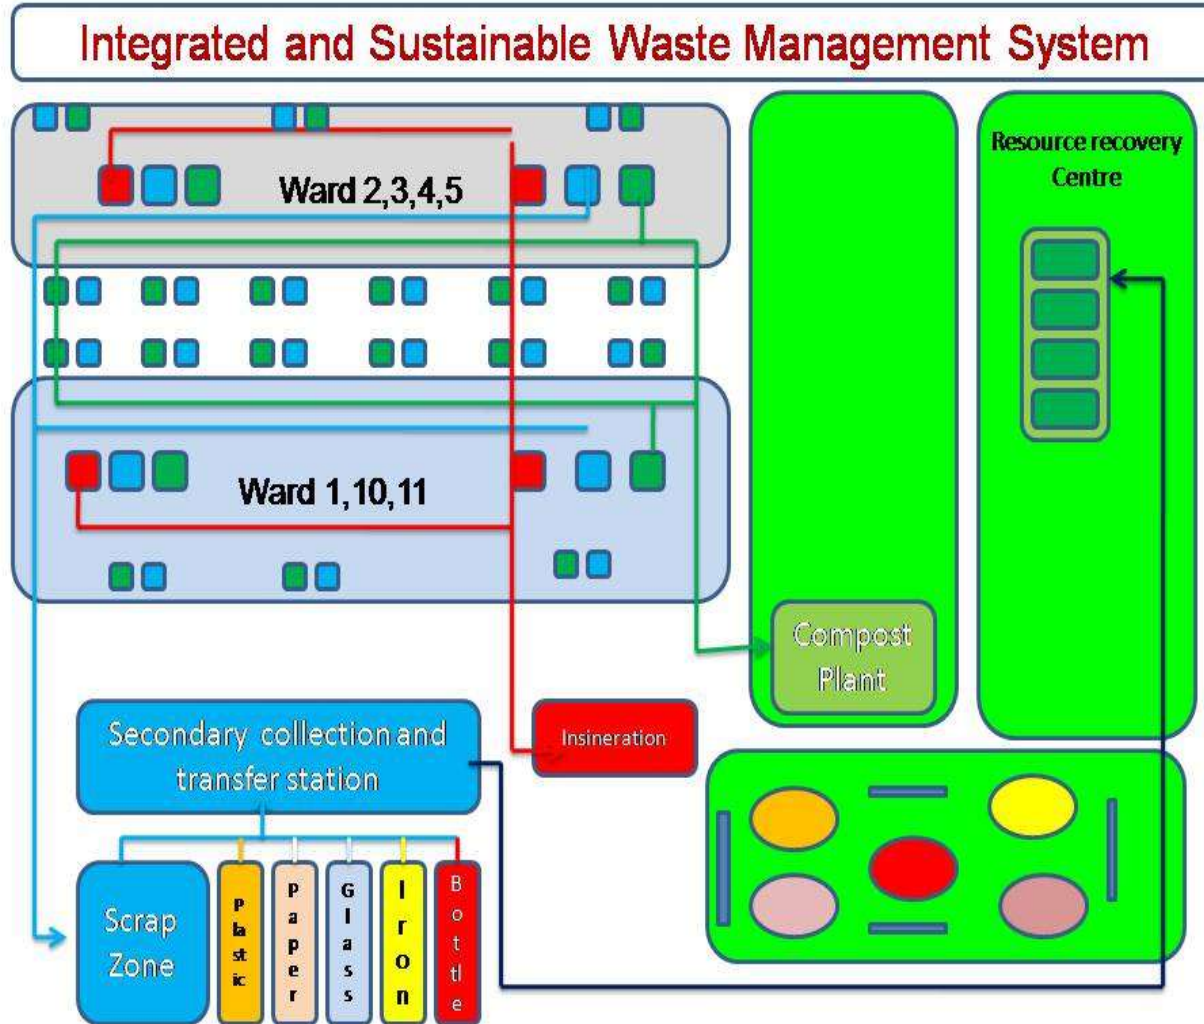 Integrated and Sustainable Waste Management System
Resource recovery
Centre
Ward 2,3,4,5
Ward 1,10,11
Compost
Plant
Secondary collection and
transfer station
Insineration
Scrap
Zone
Plastic
Papper
Glass
Iron
Bottle